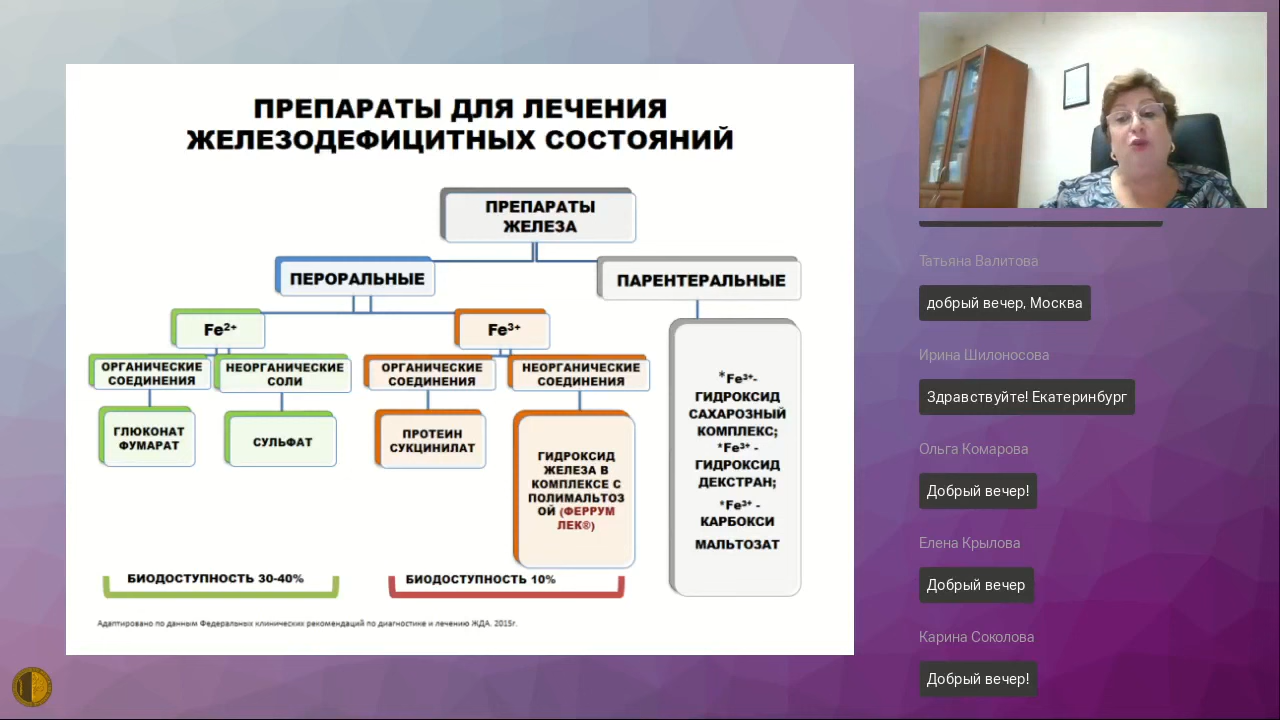 ПРЕПАРАТЫ ДЛЯ ЛЕЧЕНИЯ
ЖЕЛЕЗОДЕФИЦИТНЫХ СОСТОЯНИЙ
ПРЕПАРАТЫ
ЖЕЛЕЗА
ПЕРОРАЛЬНЫЕ
ПАРЕНТЕРАЛЬНЫЕ
Fe²⁺
Fe³⁺
ОРГАНИЧЕСКИЕ
СОЕДИНЕНИЯ
НЕОРГАНИЧЕСКИЕ
СОЛИ
ОРГАНИЧЕСКИЕ
СОЕДИНЕНИЯ
НЕОРГАНИЧЕСКИЕ
СОЕДИНЕНИЯ
ГЛЮКОНАТ
ФУМАРАТ
СУЛЬФАТ
ПРОТЕИН
СУКЦИНИЛАТ
ГИДРОКСИД
ЖЕЛЕЗА В
КОМПЛЕКСЕ С
ПОЛИМАЛЬТОЗ
ОЙ (ФЕРРУМ
ЛЕК®)
*Fe³⁺-
ГИДРОКСИД
САХАРОЗНЫЙ
КОМПЛЕКС;
*Fe³⁺ -
ГИДРОКСИД
ДЕКСТРАН;
*Fe³⁺ -
КАРБОКСИ
МАЛЬТОЗАТ
БИОДОСТУПНОСТЬ 30-40%
БИОДОСТУПНОСТЬ 10%
Адаптировано по данным Федеральных клинических рекомендаций по диагностике и лечению ЖДА. 2015г.
Татьяна Валитова
добрый вечер, Москва
Ирина Шилоносова
Здравствуйте! Екатеринбург
Ольга Комарова
Добрый вечер!
Елена Крылова
Добрый вечер
Карина Соколова
Добрый вечер!